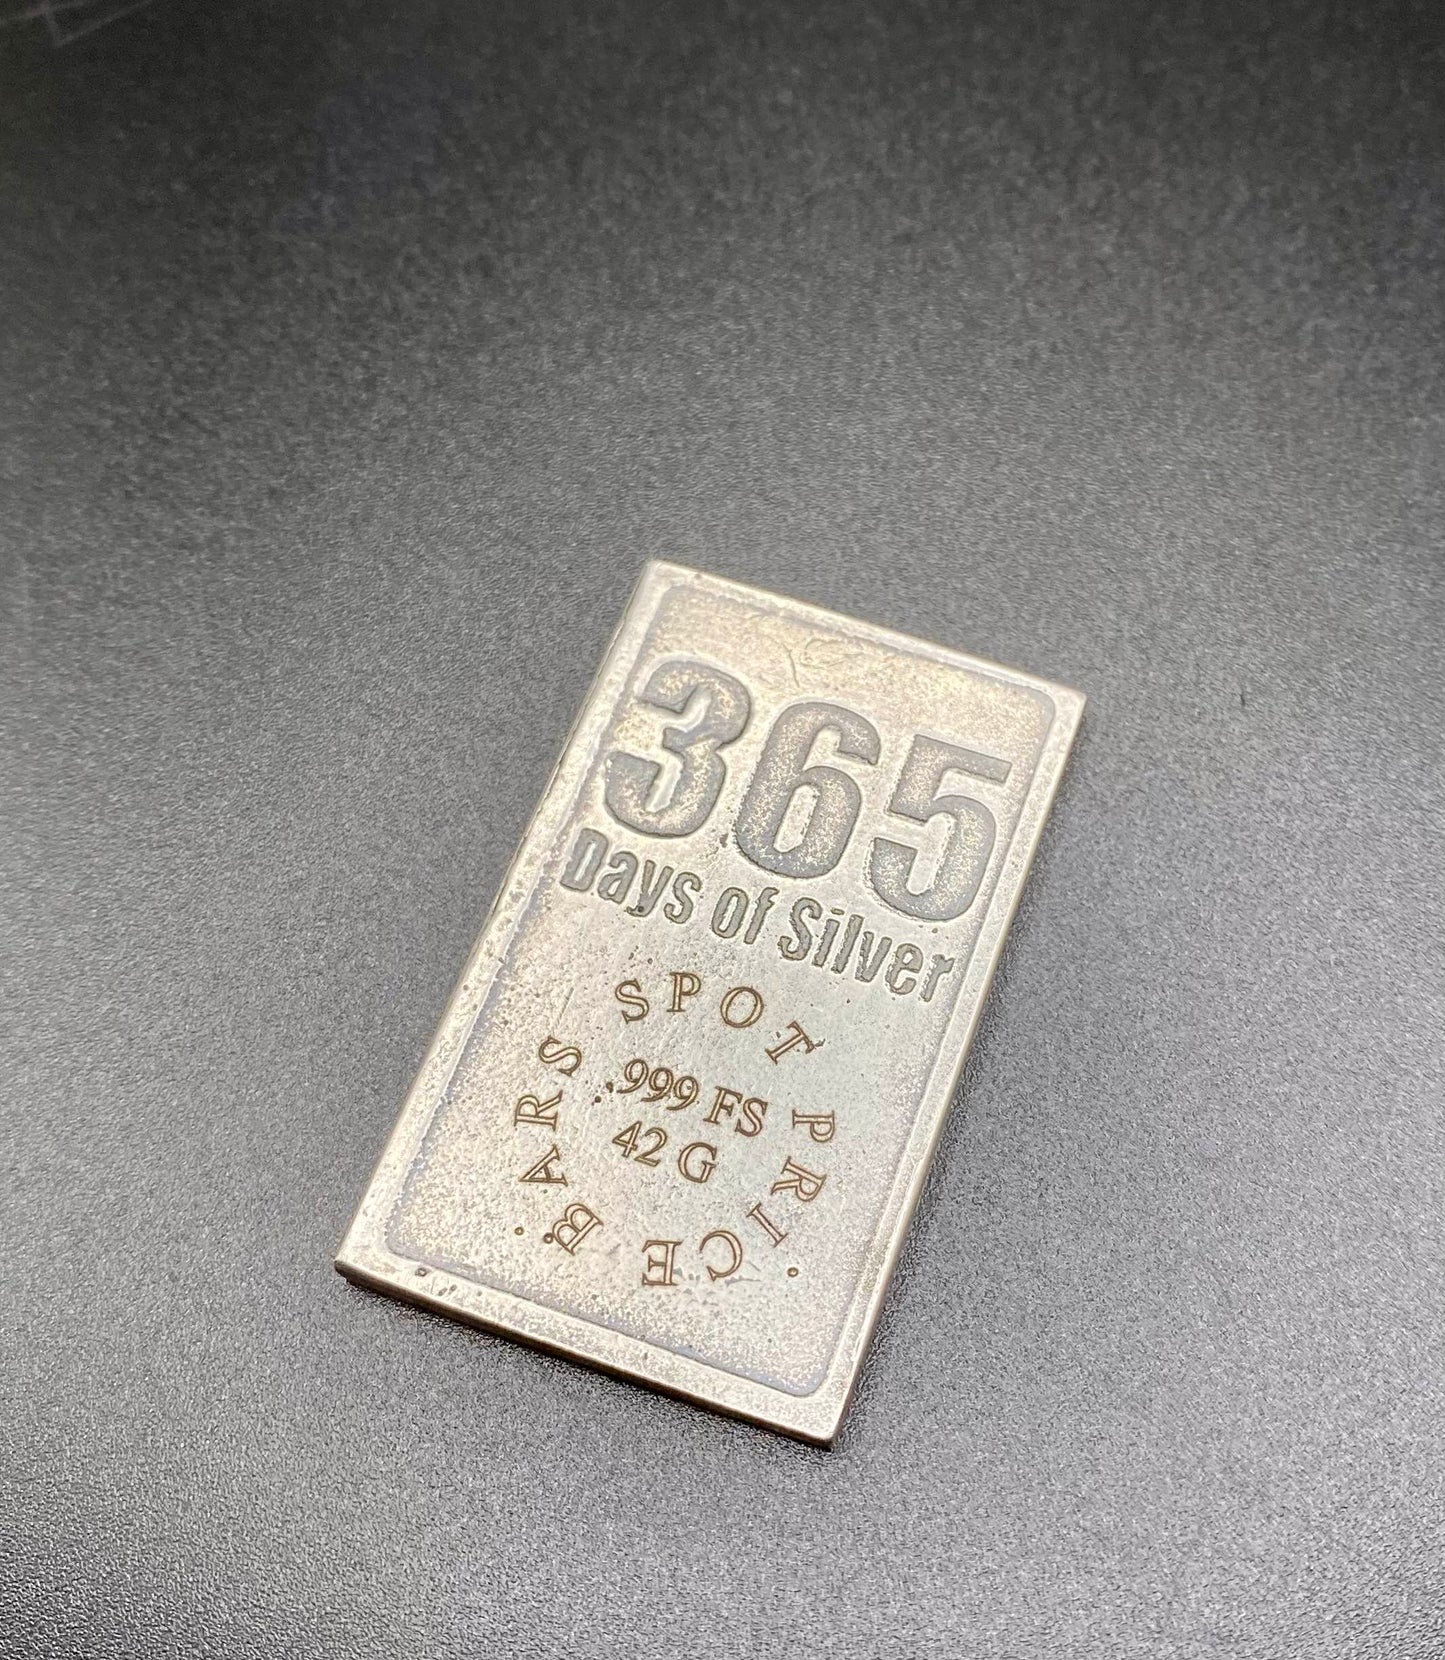 365
Days of Silver
SPOT PRICE BARS
.999 FS
42 G